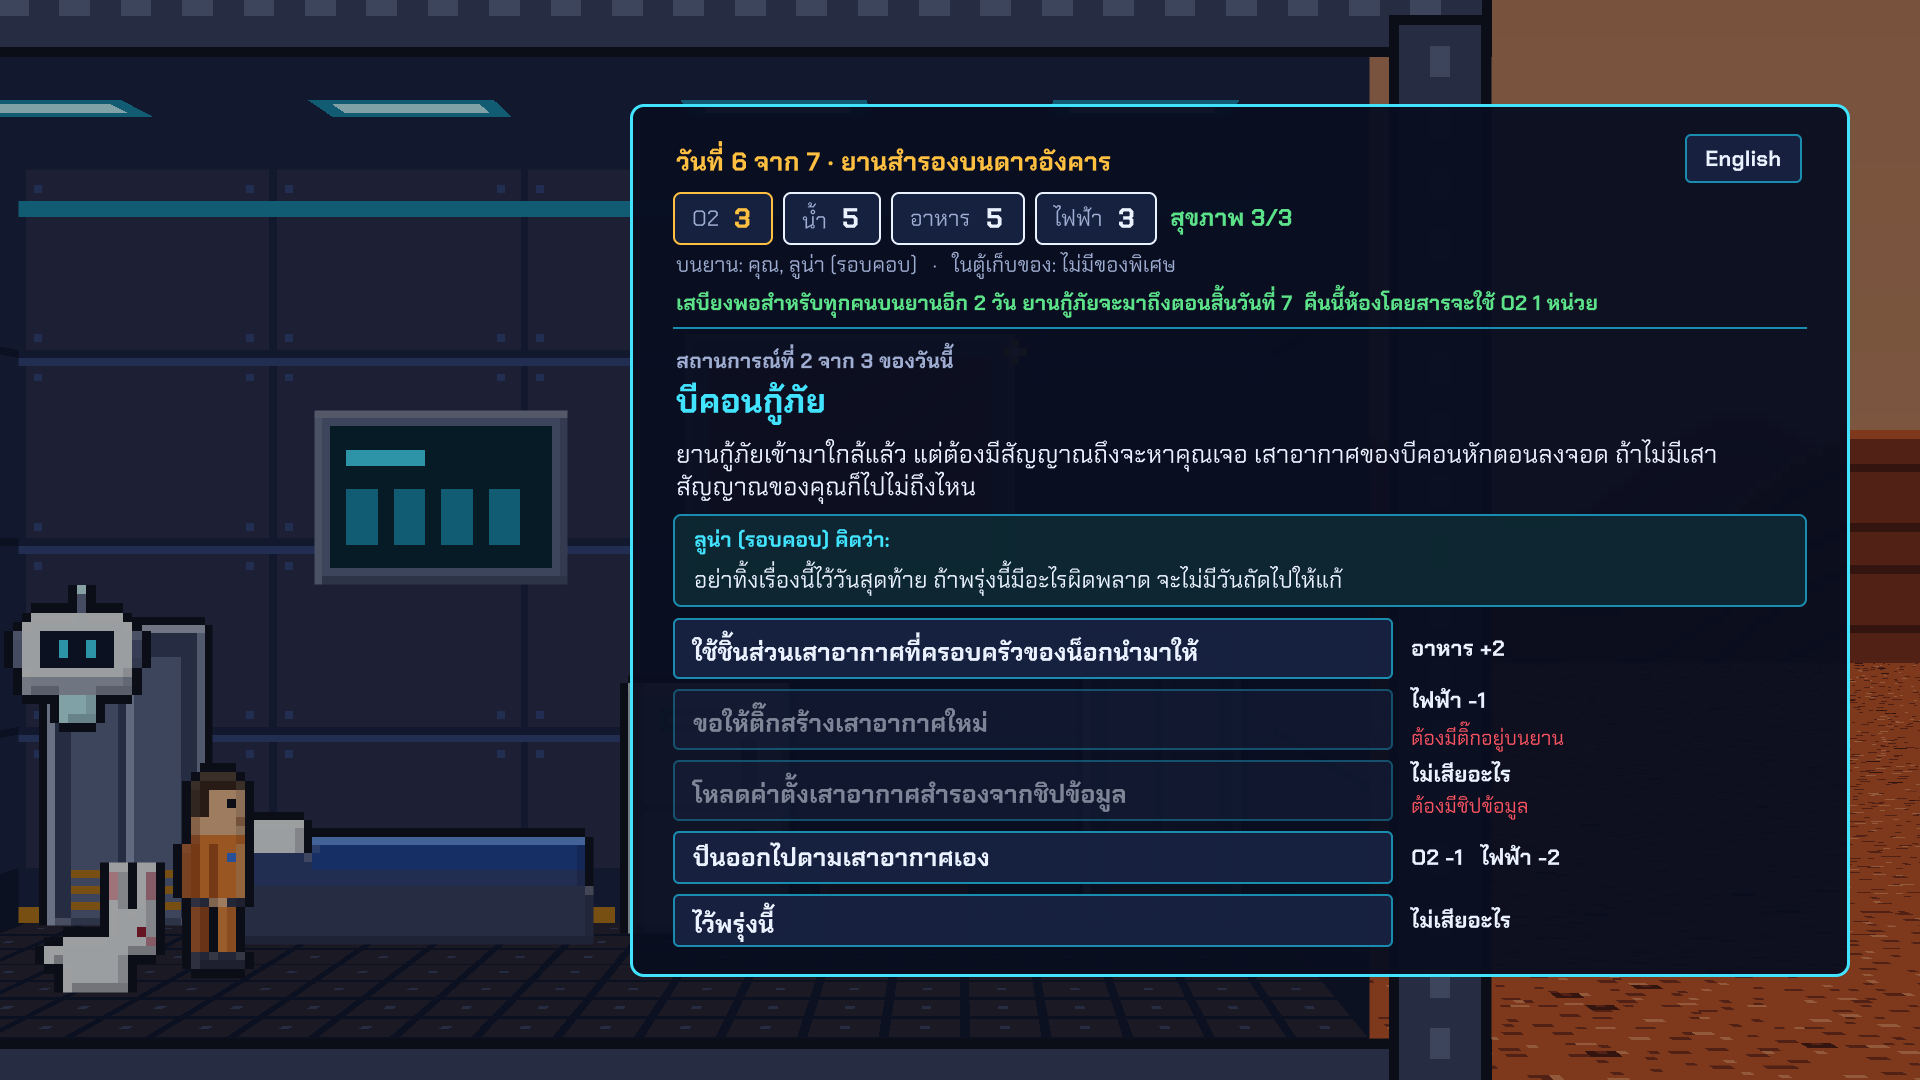 วันที่ 6 จาก 7 · ยานสำรองบนดาวอังคาร
English
O2 3 น้ำ 5 อาหาร 5 ไฟฟ้า 3 สุขภาพ 3/3
บนยาน: คุณ, ลูน่า (รอบคอบ) · ในตู้เก็บของ: ไม่มีของพิเศษ
เสบียงพอสำหรับทุกคนบนยานอีก 2 วัน ยานกู้ภัยจะมาถึงตอนสิ้นวันที่ 7 คืนนี้ห้องโดยสารจะใช้ O2 1 หน่วย
สถานการณ์ที่ 2 จาก 3 ของวันนี้
บีคอนกู้ภัย
ยานกู้ภัยเข้ามาใกล้แล้ว แต่ต้องมีสัญญาณถึงจะหาคุณเจอ เสาอากาศของบีคอนหักตอนลงจอด ถ้าไม่มีเสา
สัญญาณของคุณก็ไปไม่ถึงไหน
ลูน่า (รอบคอบ) คิดว่า:
อย่าทิ้งเรื่องนี้ไว้วันสุดท้าย ถ้าพรุ่งนี้มีอะไรผิดพลาด จะไม่มีวันถัดไปให้แก้
ใช้ชิ้นส่วนเสาอากาศที่ครอบครัวของน็อกนำมาให้ อาหาร +2
ขอให้ติ๊กสร้างเสาอากาศใหม่ ไฟฟ้า -1
ต้องมีติ๊กอยู่บนยาน
โหลดค่าตั้งเสาอากาศสำรองจากชิปข้อมูล ไม่เสียอะไร
ต้องมีชิปข้อมูล
ปีนออกไปดามเสาอากาศเอง O2 -1 ไฟฟ้า -2
ไว้พรุ่งนี้ ไม่เสียอะไร